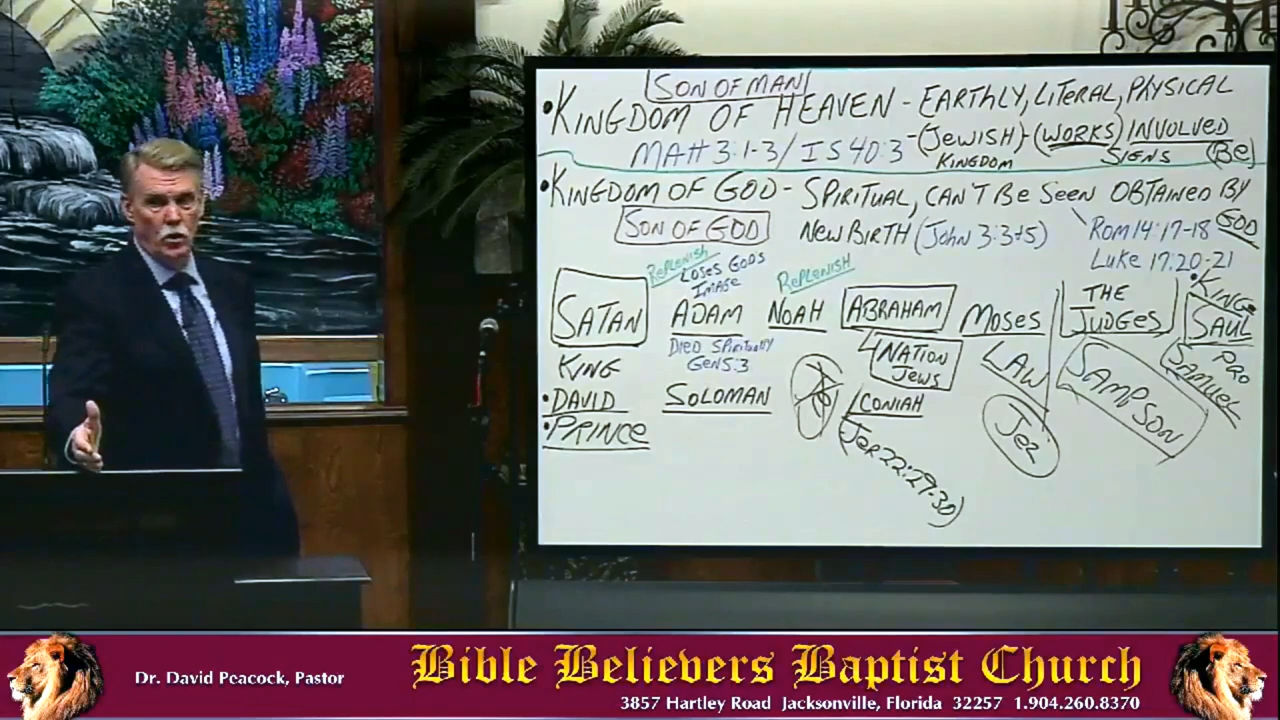 SON OF MAN
• KINGDOM OF HEAVEN - EARTHLY, LITERAL, PHYSICAL
MATT 3:1-3 / IS 40:3 - (JEWISH) - (WORKS) INVOLVED
KINGDOM SIGNS (BE)
• KINGDOM OF GOD - SPIRITUAL, CAN'T BE SEEN OBTAINED BY
SON OF GOD NEW BIRTH (John 3:3+5) Rom 14:17-18 GOD
Luke 17:20-21
REPLENISH LOSES GODS IMAGE REPLENISH
SATAN ADAM NOAH ABRAHAM MOSES THE JUDGES • KINGS SAUL
KING Died Spiritually Gen 5:3 NATION JEWS LAW SAMPSON SAMUEL PRO
• DAVID SOLOMAN CONIAH Jer
• PRINCE (Jer 22:29-30)
Dr. David Peacock, Pastor
Bible Believers Baptist Church
3857 Hartley Road Jacksonville, Florida 32257 1.904.260.8370